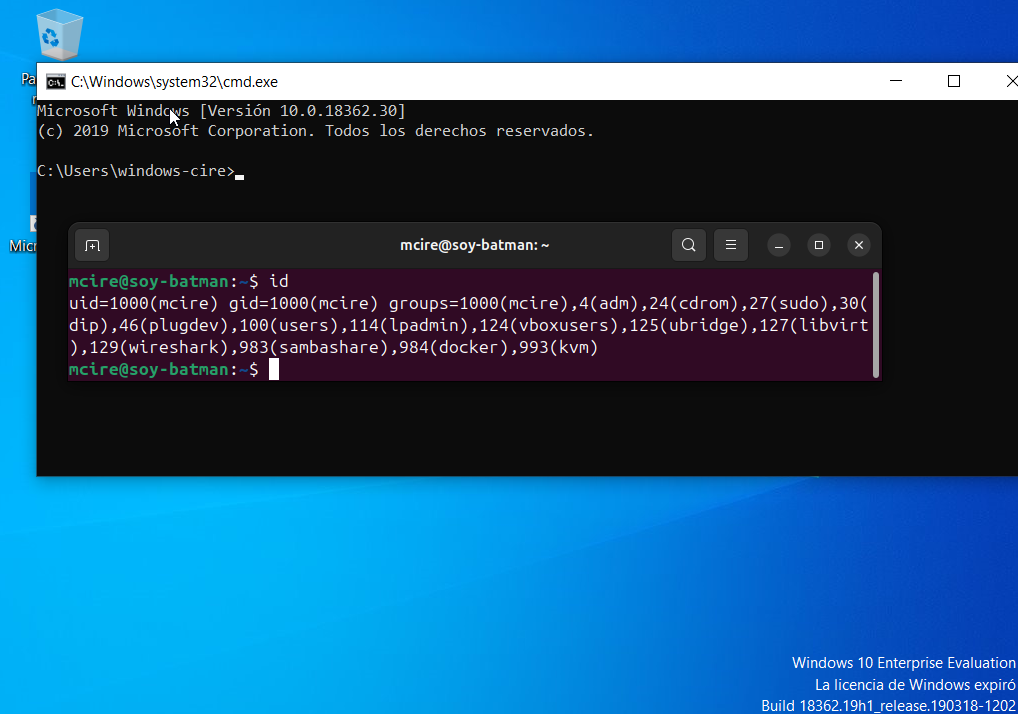 C:\Windows\system32\cmd.exe
Microsoft Windows [Versión 10.0.18362.30]
(c) 2019 Microsoft Corporation. Todos los derechos reservados.
C:\Users\windows-cire>
mcire@soy-batman: ~
mcire@soy-batman:~$ id
uid=1000(mcire) gid=1000(mcire) groups=1000(mcire),4(adm),24(cdrom),27(sudo),30(
dip),46(plugdev),100(users),114(lpadmin),124(vboxusers),125(ubridge),127(libvirt
),129(wireshark),983(sambashare),984(docker),993(kvm)
mcire@soy-batman:~$
Windows 10 Enterprise Evaluation
La licencia de Windows expiró
Build 18362.19h1_release.190318-1202